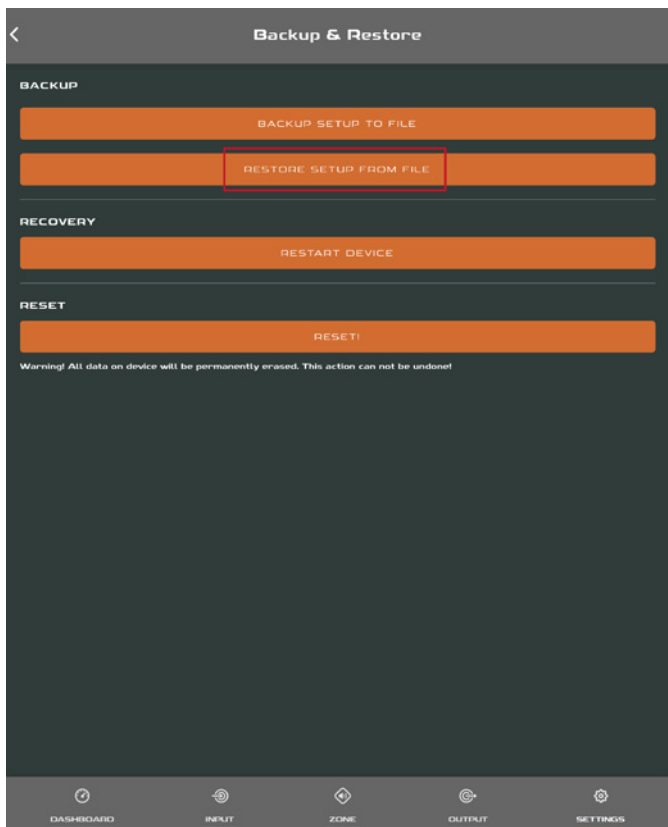 Backup & Restore
BACKUP
BACKUP SETUP TO FILE
RESTORE SETUP FROM FILE
RECOVERY
RESTART DEVICE
RESET
RESET!
Warning! All data on device will be permanently erased. This action can not be undone!
DASHBOARD INPUT ZONE OUTPUT SETTINGS